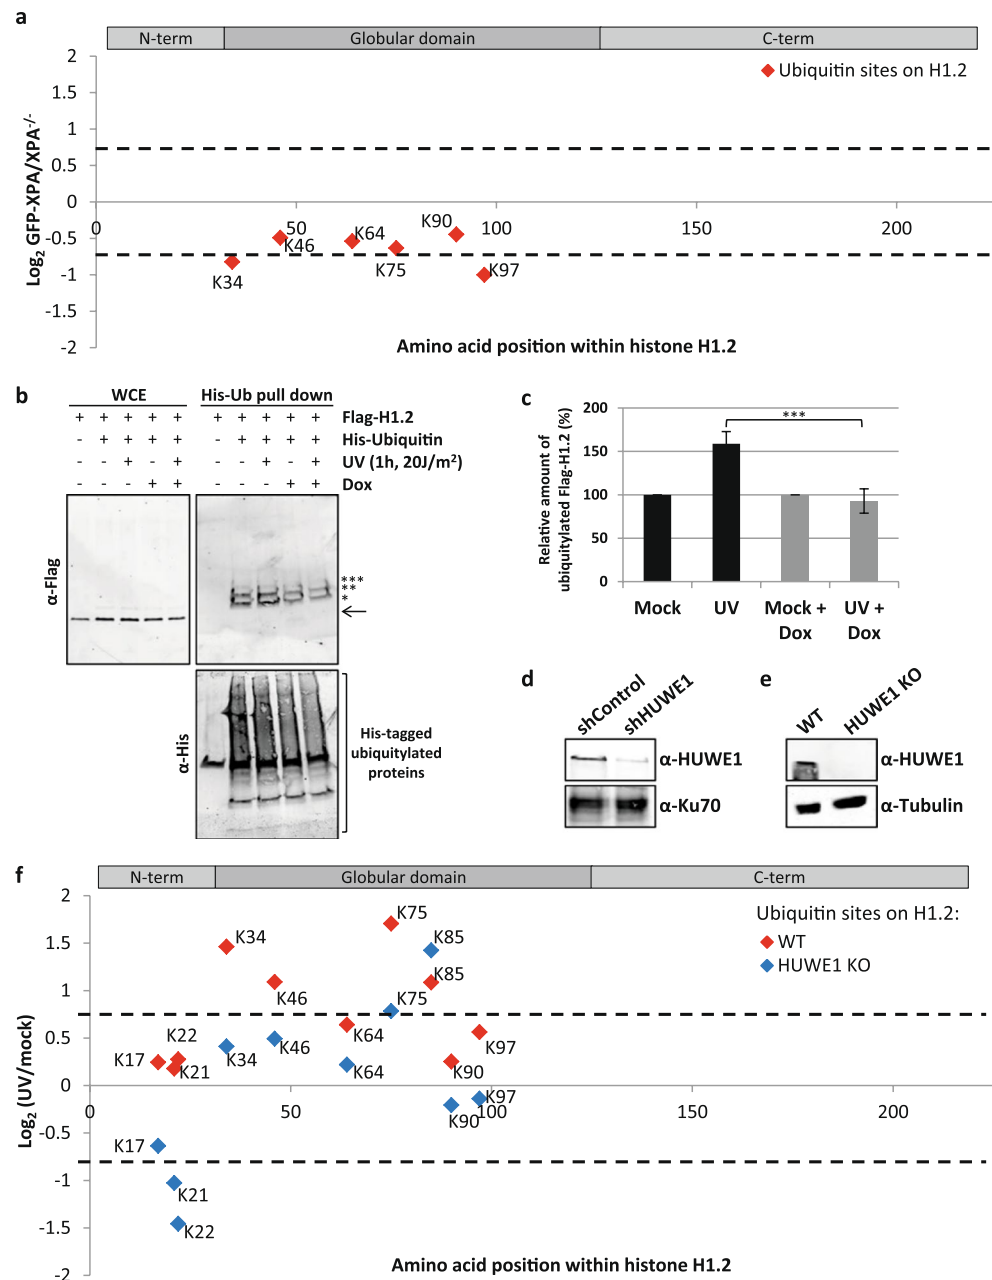 a
N-term Globular domain C-term
2
1.5
1
0.5
0
-0.5
-1
-1.5
-2
Log2 GFP-XPA/XPA-/-
Ubiquitin sites on H1.2
0 50 100 150 200
K34
K46
K64
K75
K90
K97
Amino acid position within histone H1.2
b
WCE His-Ub pull down
+ + + + + + + + + + Flag-H1.2
- + + + + - + + + + His-Ubiquitin
- - + - + - - + - + UV (1h, 20J/m2)
- - - + + - - - + + Dox
α-Flag
***
**
*
α-His
His-tagged
ubiquitylated
proteins
c
Relative amount of
ubiquitylated Flag-H1.2 (%)
200
150
100
50
0
***
Mock UV Mock + Dox UV + Dox
d
shControl
shHUWE1
α-HUWE1
α-Ku70
e
WT
HUWE1 KO
α-HUWE1
α-Tubulin
f
N-term Globular domain C-term
2
1.5
1
0.5
0
-0.5
-1
-1.5
-2
Log2 (UV/mock)
Ubiquitin sites on H1.2:
WT
HUWE1 KO
0 50 100 150 200
K17
K22
K21
K34
K46
K64
K75
K85
K90
K97
K17
K21
K22
K34
K46
K64
K75
K85
K90
K97
Amino acid position within histone H1.2